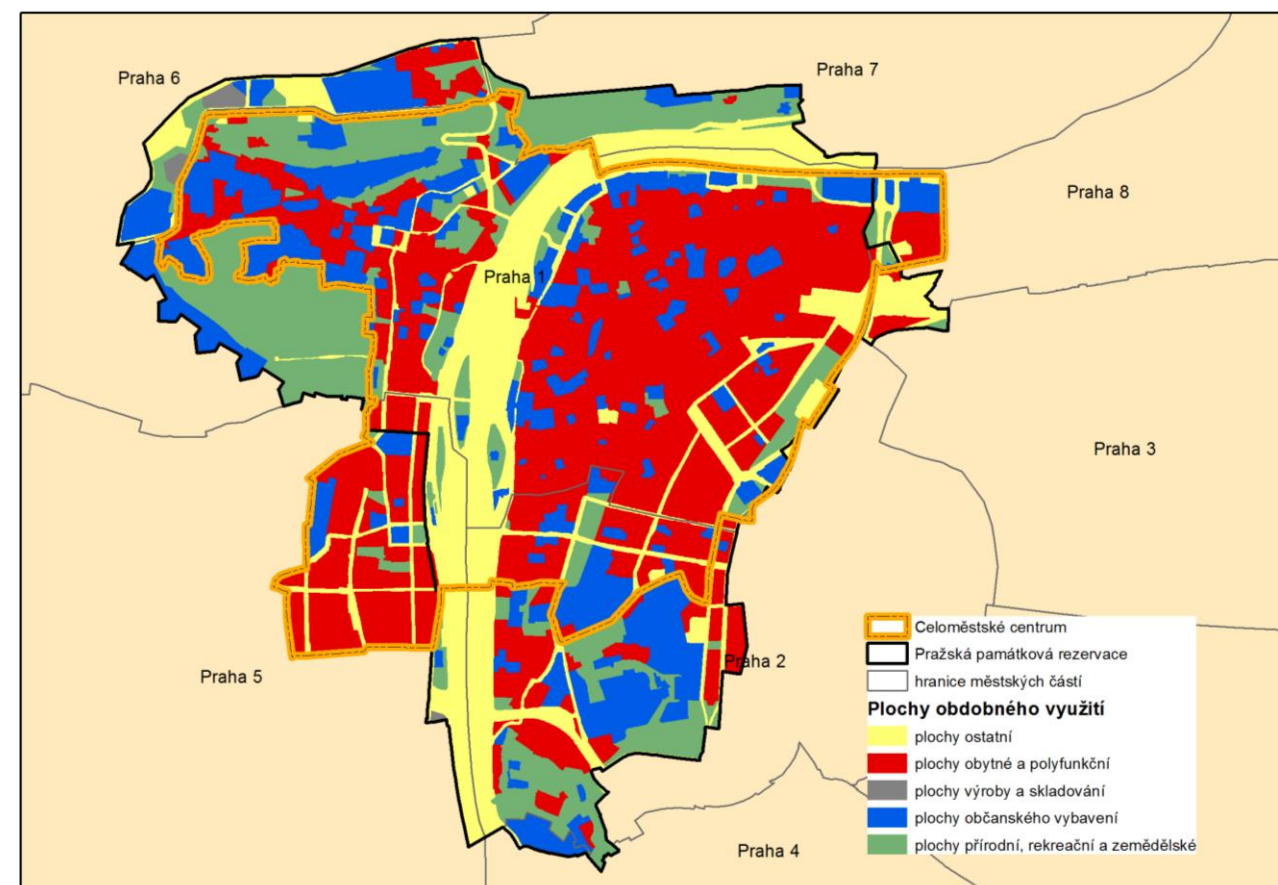 Praha 6
Praha 7
Praha 8
Praha 1
Praha 3
Praha 2
Praha 5
Praha 4
Celoměstské centrum
Pražská památková rezervace
hranice městských částí
Plochy obdobného využití
plochy ostatní
plochy obytné a polyfunkční
plochy výroby a skladování
plochy občanského vybavení
plochy přírodní, rekreační a zemědělské